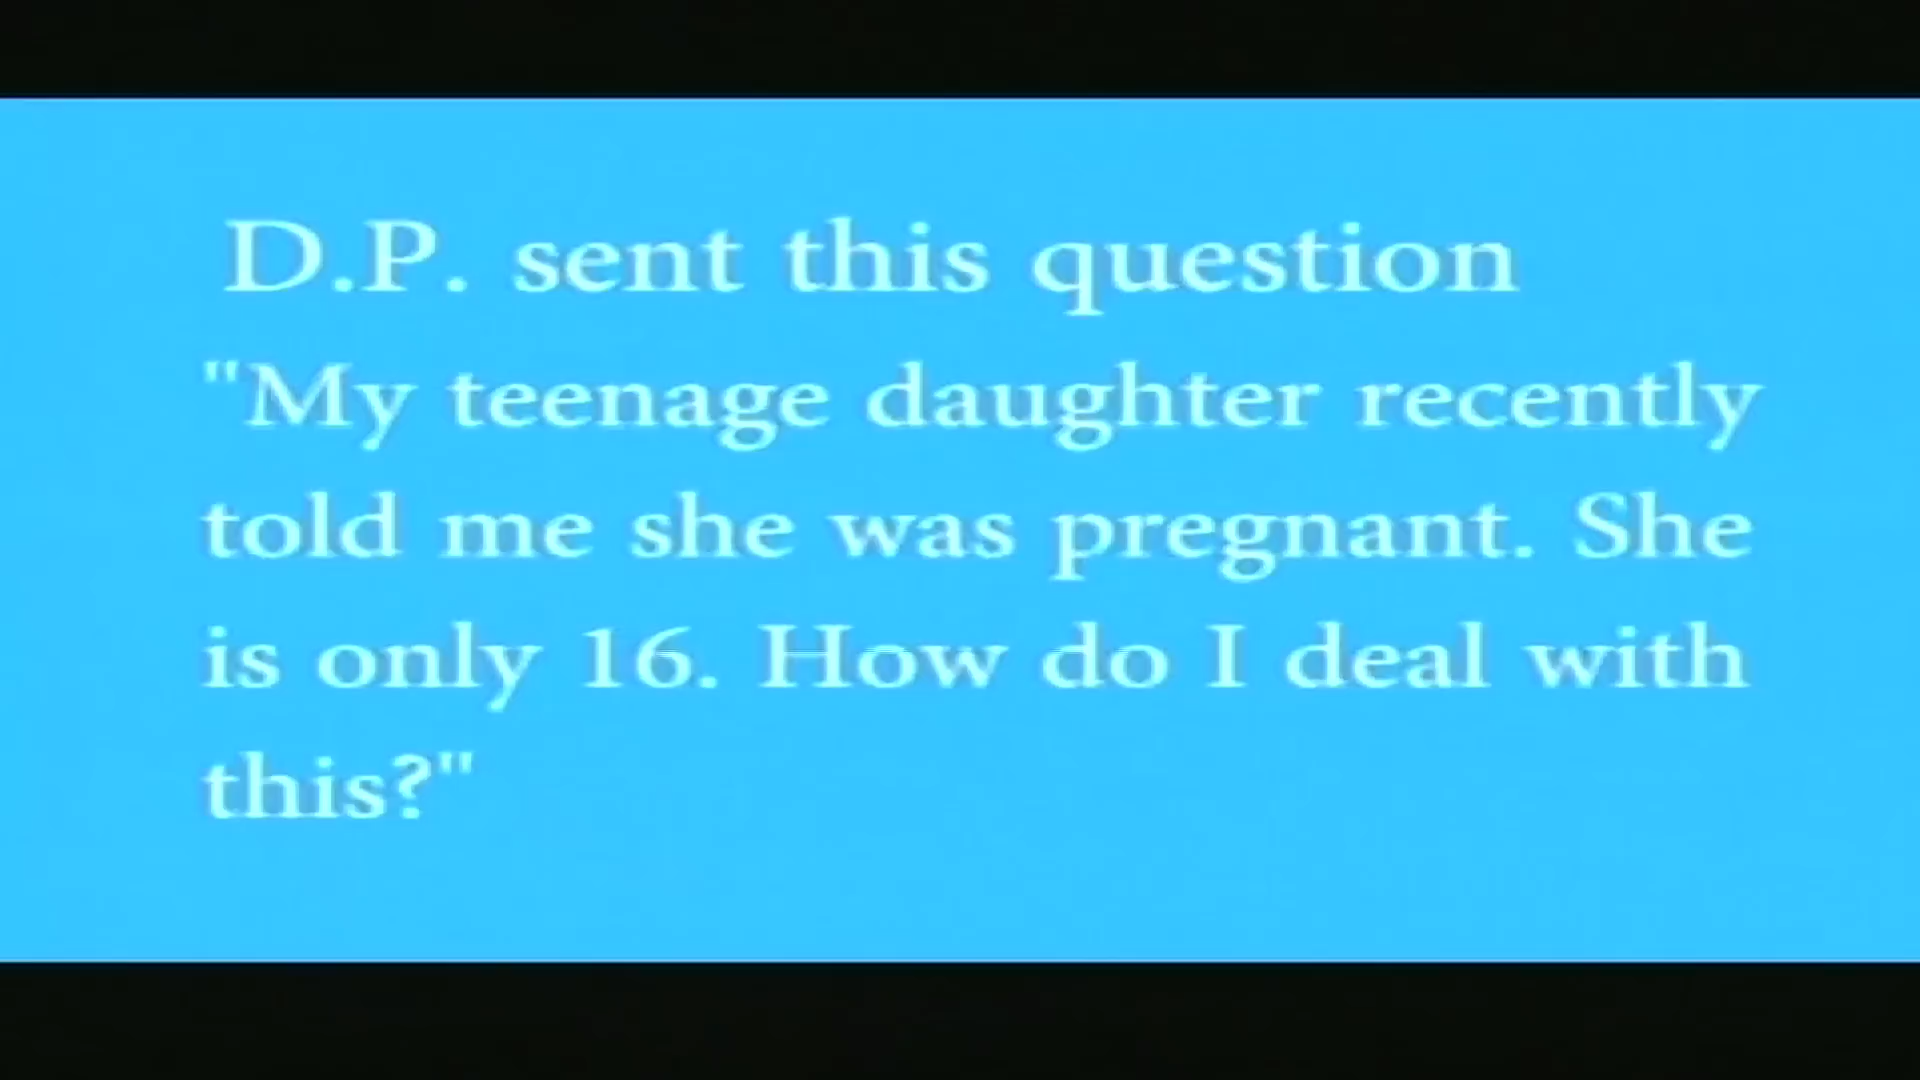 D.P. sent this question
"My teenage daughter recently
told me she was pregnant. She
is only 16. How do I deal with
this?"